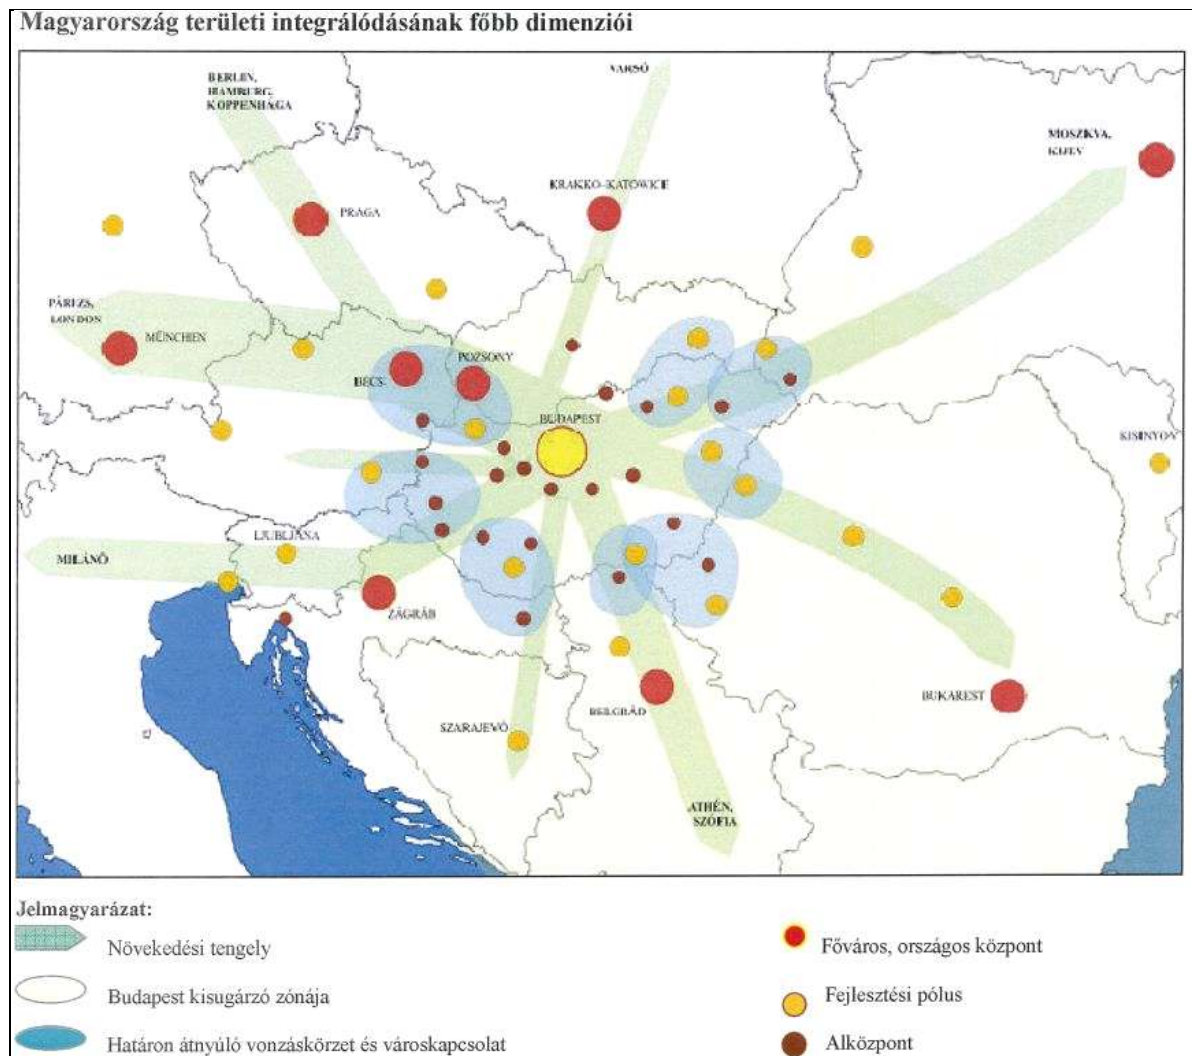 Magyarország területi integrálódásának főbb dimenziói
BERLIN,
HAMBURG,
KOPPENHÁGA
VARSÓ
MOSZKVA,
KIJEV
PRÁGA
KRAKKO-KATOWICE
PÁRIZS,
LONDON
MÜNCHEN
BÉCS
POZSONY
BUDAPEST
KISINYOV
LJUBLJANA
MILÁNÓ
ZÁGRÁB
SZARAJEVÓ
BELGRÁD
BUKAREST
ATHÉN,
SZÓFIA
Jelmagyarázat:
Növekedési tengely
Budapest kisugárzó zónája
Határon átnyúló vonzáskörzet és városkapcsolat
Főváros, országos központ
Fejlesztési pólus
Alközpont